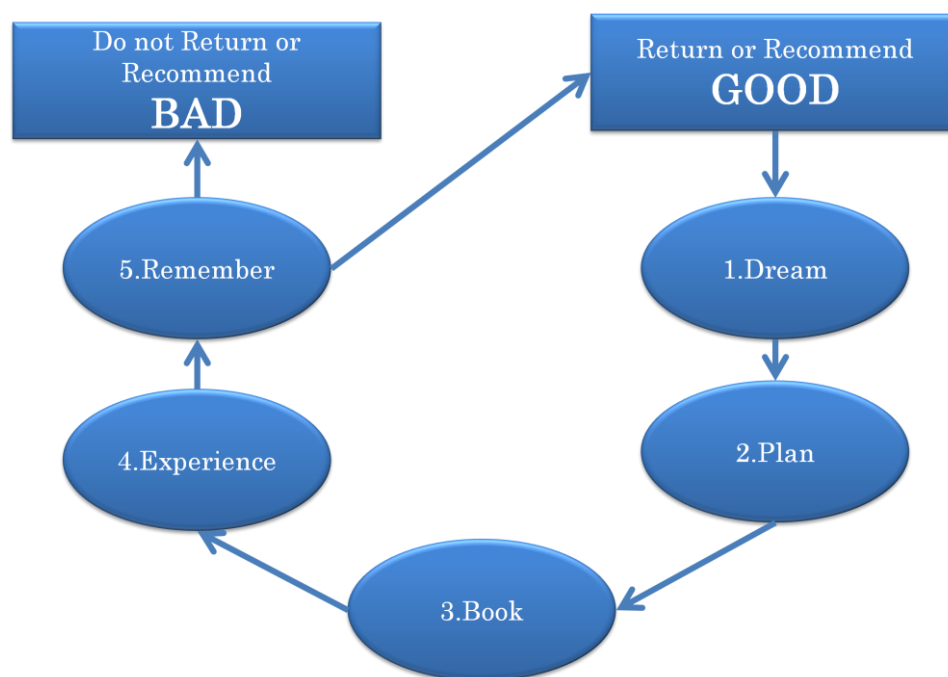 Do not Return or
Recommend
BAD
Return or Recommend
GOOD
5.Remember
1.Dream
4.Experience
2.Plan
3.Book